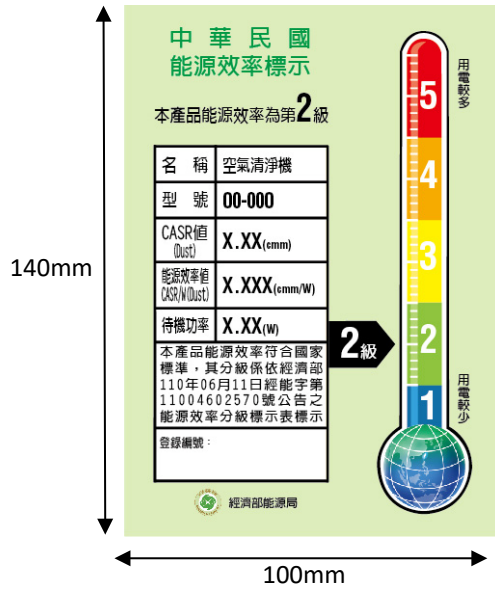 中華民國
能源效率標示
本產品能源效率為第2級
名 稱 空氣清淨機
型 號 00-000
CASR值
(Dust)
X.XX(cmm)
能源效率值
CASR/W(Dust)
X.XXX(cmm/W)
待機功率 X.XX(W)
本產品能源效率符合國家
標準，其分級係依經濟部
110年06月11日經能字第
11004602570號公告之
能源效率分級標示表標示
登錄編號：
經濟部能源局
2級
用電較多
5
4
3
2
1
用電較少
140mm
100mm